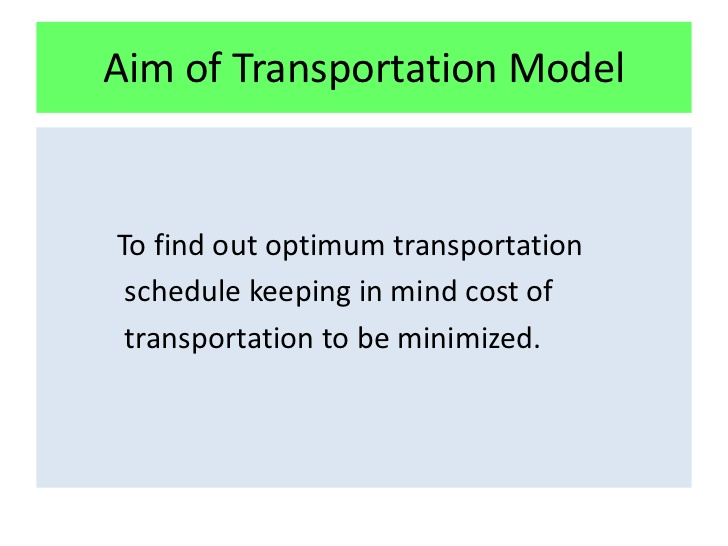 Aim of Transportation Model
To find out optimum transportation
schedule keeping in mind cost of
transportation to be minimized.